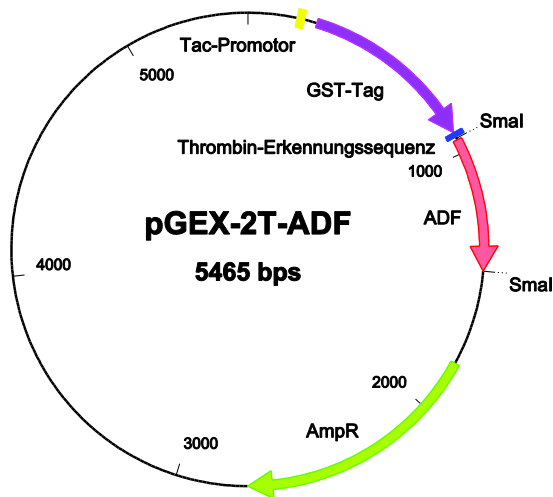 Tac-Promotor
5000
GST-Tag
SmaI
Thrombin-Erkennungssequenz
1000
pGEX-2T-ADF
ADF
4000
5465 bps
SmaI
2000
AmpR
3000